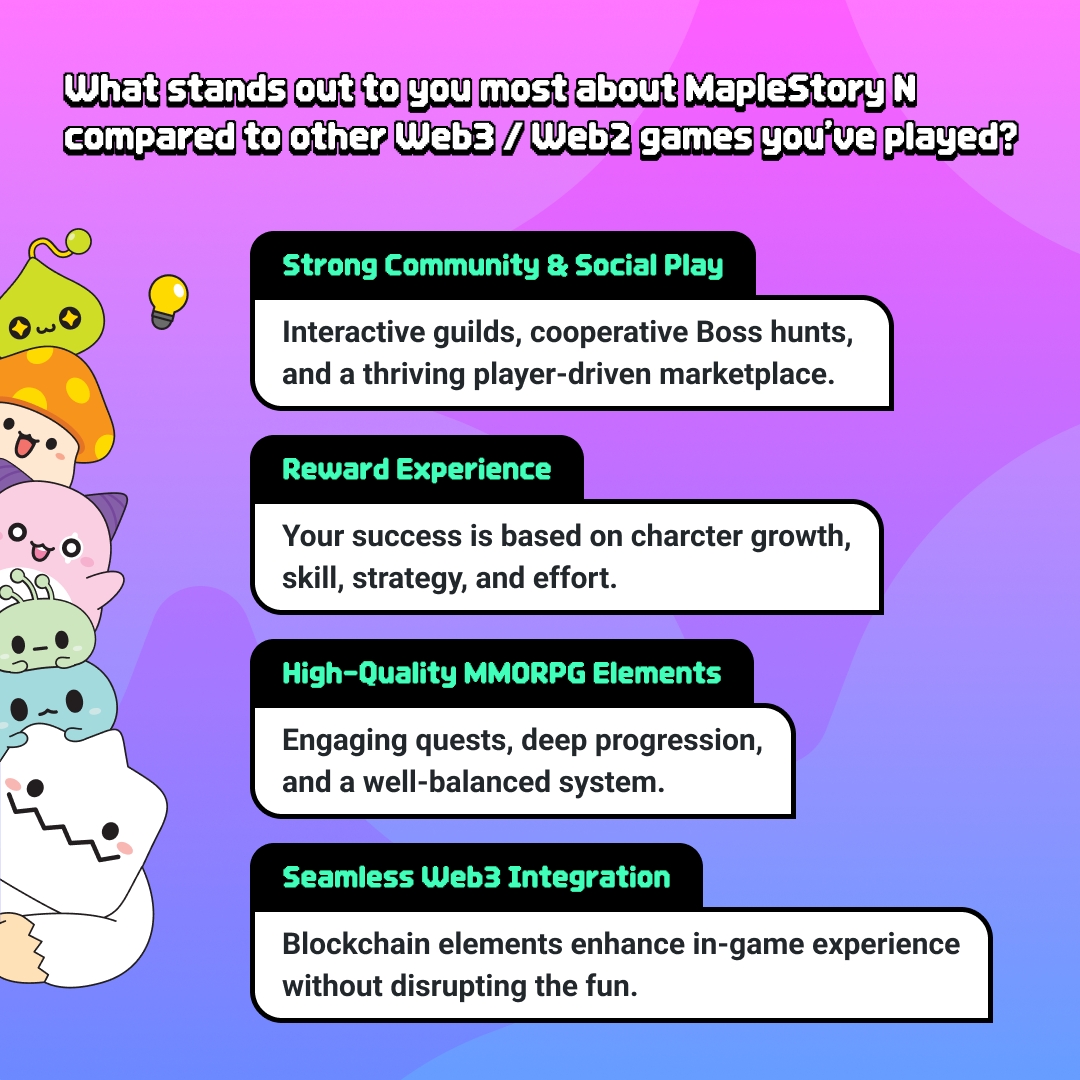 What stands out to you most about MapleStory N
compared to other Web3 / Web2 games you've played?
Strong Community & Social Play
Interactive guilds, cooperative Boss hunts,
and a thriving player-driven marketplace.
Reward Experience
Your success is based on charcter growth,
skill, strategy, and effort.
High-Quality MMORPG Elements
Engaging quests, deep progression,
and a well-balanced system.
Seamless Web3 Integration
Blockchain elements enhance in-game experience
without disrupting the fun.